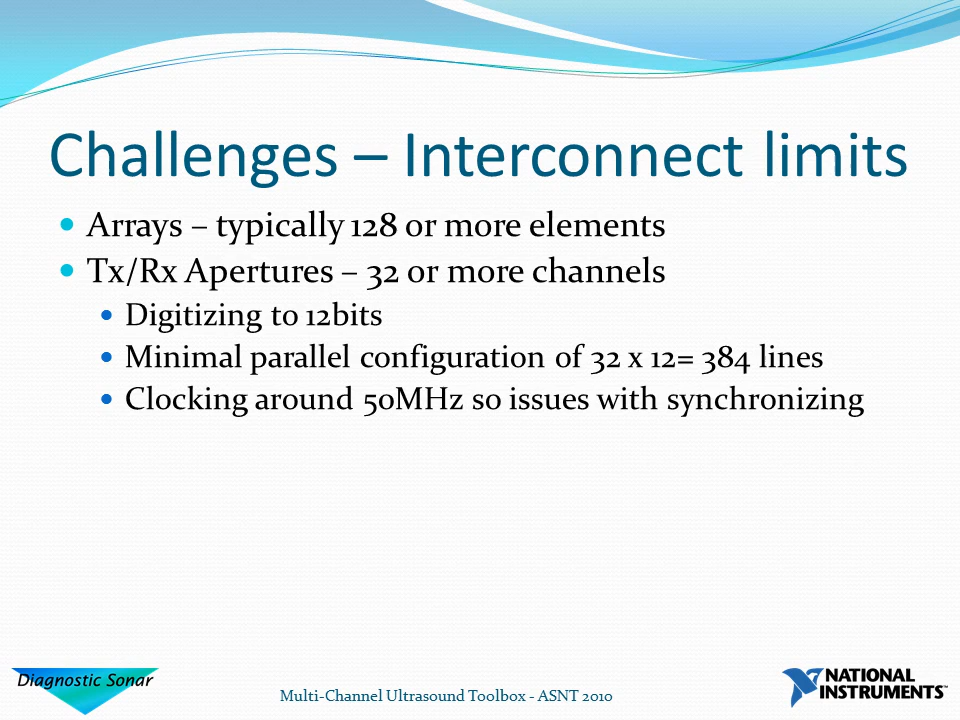 Challenges – Interconnect limits
Arrays – typically 128 or more elements
Tx/Rx Apertures – 32 or more channels
Digitizing to 12bits
Minimal parallel configuration of 32 x 12= 384 lines
Clocking around 50MHz so issues with synchronizing
Diagnostic Sonar
Multi-Channel Ultrasound Toolbox - ASNT 2010
NATIONAL
INSTRUMENTS™